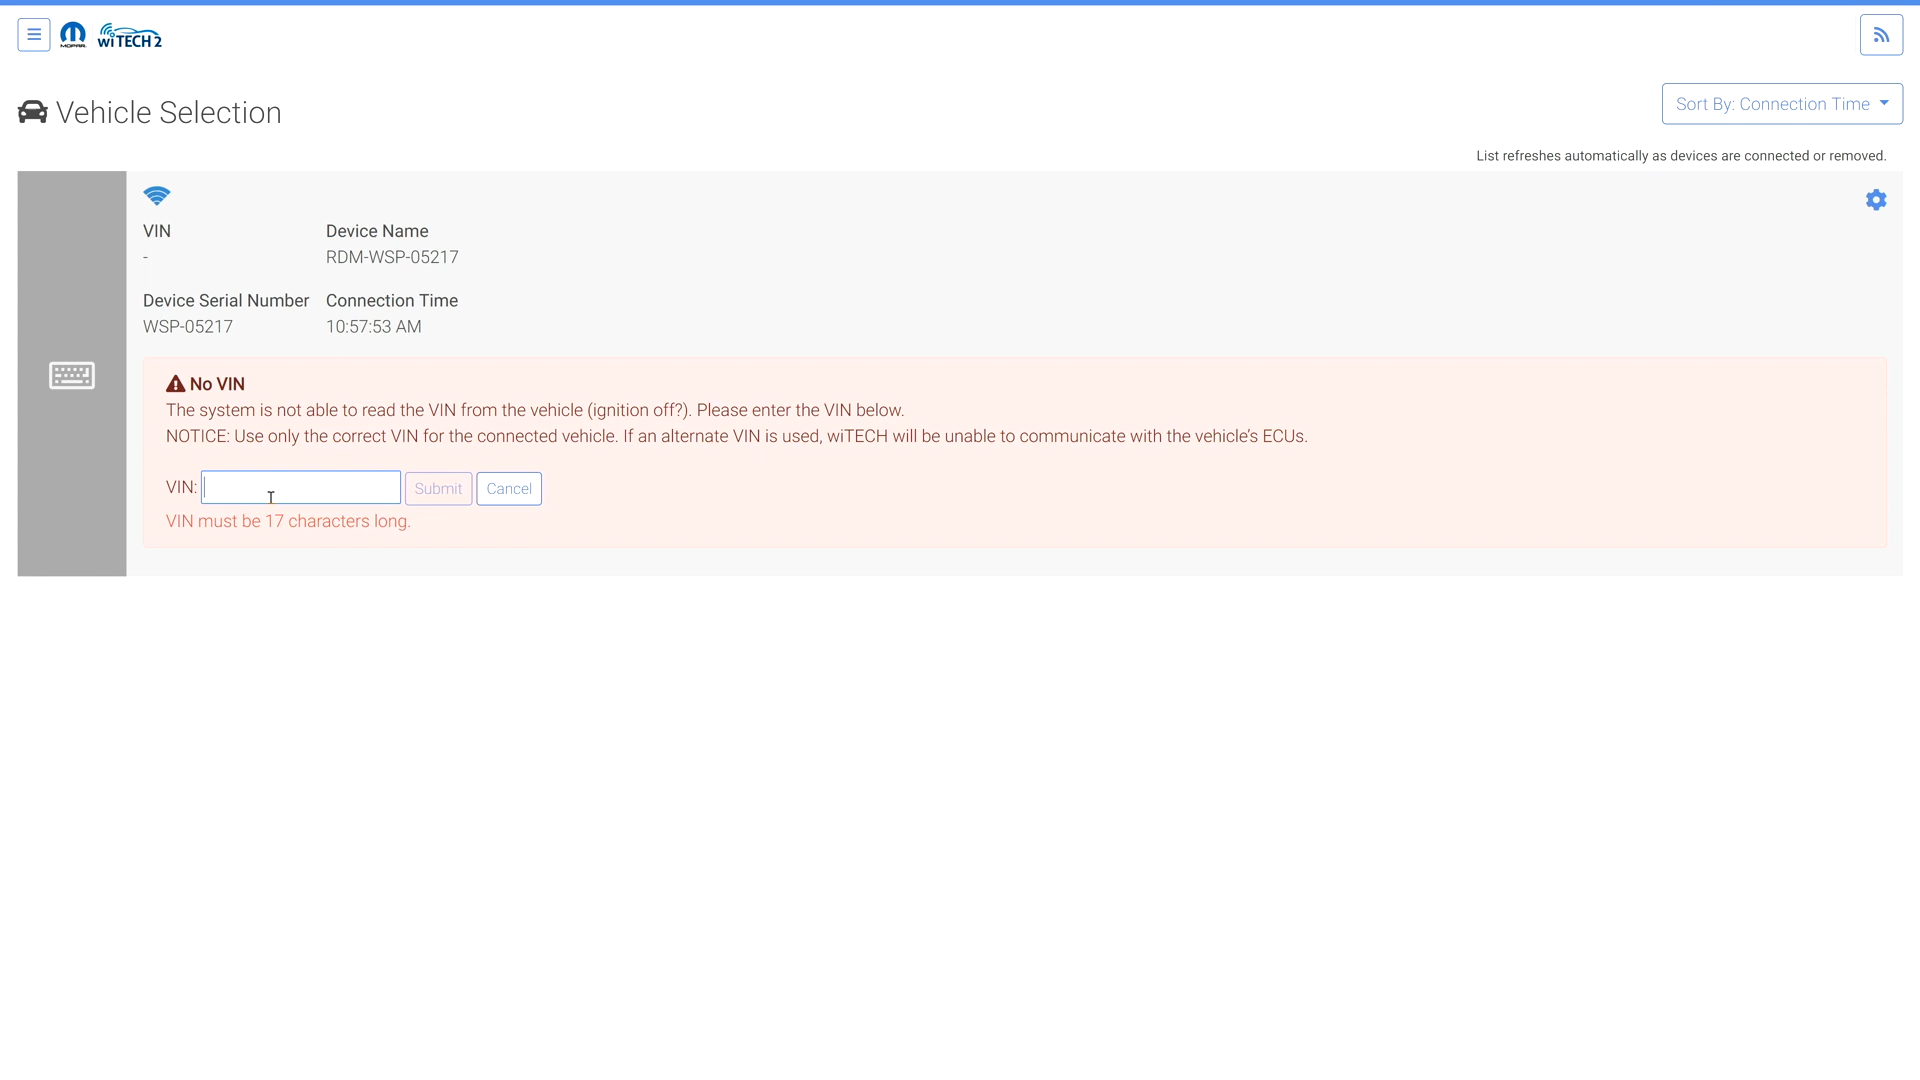 MOPAR
wiTECH 2
Vehicle Selection
Sort By: Connection Time
List refreshes automatically as devices are connected or removed.
VIN
-
Device Name
RDM-WSP-05217
Device Serial Number
WSP-05217
Connection Time
10:57:53 AM
No VIN
The system is not able to read the VIN from the vehicle (ignition off?). Please enter the VIN below.
NOTICE: Use only the correct VIN for the connected vehicle. If an alternate VIN is used, wiTECH will be unable to communicate with the vehicle's ECUs.
VIN: Submit Cancel
VIN must be 17 characters long.